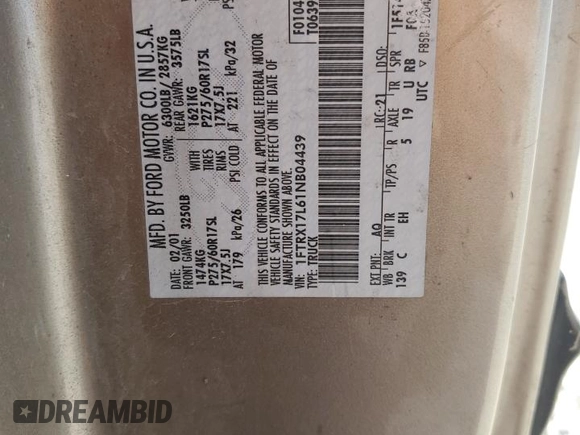 MFD. BY FORD MOTOR CO. IN U.S.A.
DATE: 02/01 GVWR: 6300LB/ 2857KG
FRONT GAWR: 3250LB REAR GAWR: 3575LB
1474KG WITH 1621KG
P275/60R17SL TIRES P275/60R17SL
17X7.5J RIMS 17X7.5J
AT 179 kPa/26 PSI COLD AT 221 kPa/32
THIS VEHICLE CONFORMS TO ALL APPLICABLE FEDERAL MOTOR
VEHICLE SAFETY STANDARDS IN EFFECT ON THE DATE OF
MANUFACTURE SHOWN ABOVE.
VIN: 1FTRX17L61NB04439
TYPE: TRUCK
F0104
T0639
EXT PNT: AQ RC: 21 DSO:
WB BRK INT TR TP/PS R AXLE TR SPR
139 C EH 5 19 U RB
UTC
DREAMBID